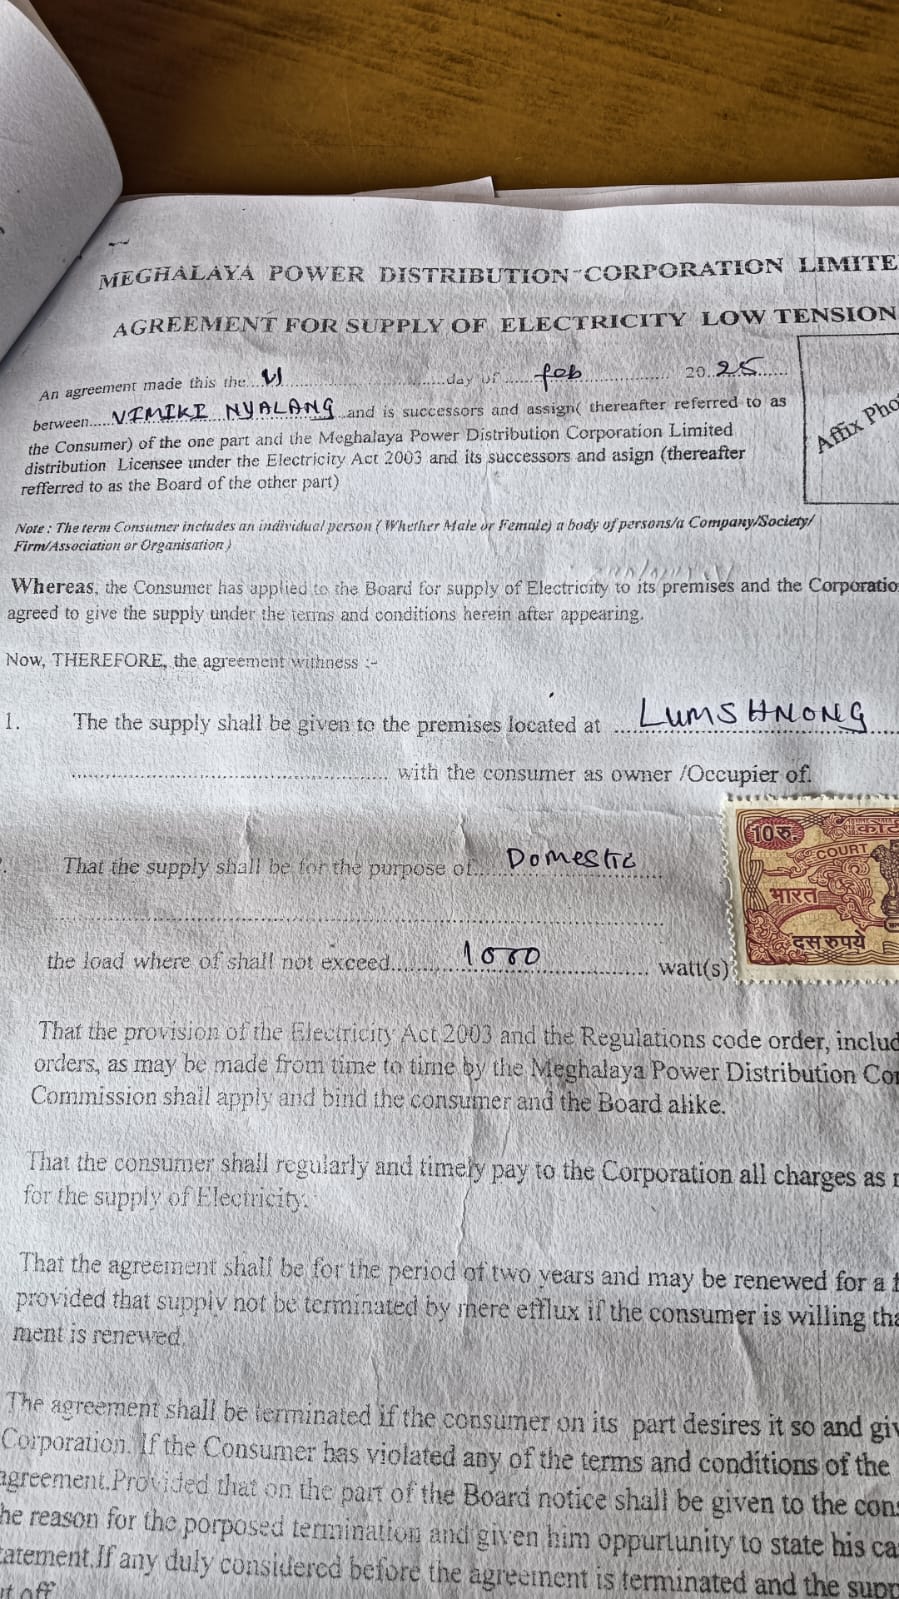 MEGHALAYA POWER DISTRIBUTION-CORPORATION LIMITE
AGREEMENT FOR SUPPLY OF ELECTRICITY LOW TENSION
An agreement made this the.............day of ......feb............ 20..25......
between.....VIMIKI NYALANG...and is successors and assign( thereafter referred to as
the Consumer) of the one part and the Meghalaya Power Distribution Corporation Limited
distribution Licensee under the Electricity Act 2003 and its successors and asign (thereafter
refferred to as the Board of the other part)
Affix Pho
Note : The term Consumer includes an individual person ( Whether Male or Female) a body of persons/a Company/Society/
Firm/Association or Organisation )
Whereas, the Consumer has applied to the Board for supply of Electricity to its premises and the Corporatio
agreed to give the supply under the terms and conditions herein after appearing.
Now, THEREFORE, the agreement withness :-
1. The the supply shall be given to the premises located at ...LUMSHNONG....
............................................... with the consumer as owner /Occupier of.
That the supply shall be for the purpose of.....Domestic......
the load where of shall not exceed.........1000............ watt(s)
10रु.
COURT
भारत
दस रुपये
That the provision of the Electricity Act 2003 and the Regulations code order, includ
orders, as may be made from time to time by the Meghalaya Power Distribution Cor
Commission shall apply and bind the consumer and the Board alike.
That the consumer shall regularly and timely pay to the Corporation all charges as
for the supply of Electricity.
That the agreement shall be for the period of two years and may be renewed for a f
provided that supply not be terminated by mere efflux if the consumer is willing tha
ment is renewed.
The agreement shall be terminated if the consumer on its part desires it so and giv
Corporation. If the Consumer has violated any of the terms and conditions of the
agreement.Provided that on the part of the Board notice shall be given to the cons
he reason for the porposed termination and given him oppurtunity to state his ca
tatement.If any duly considered before the agreement is terminated and the supp
ut off